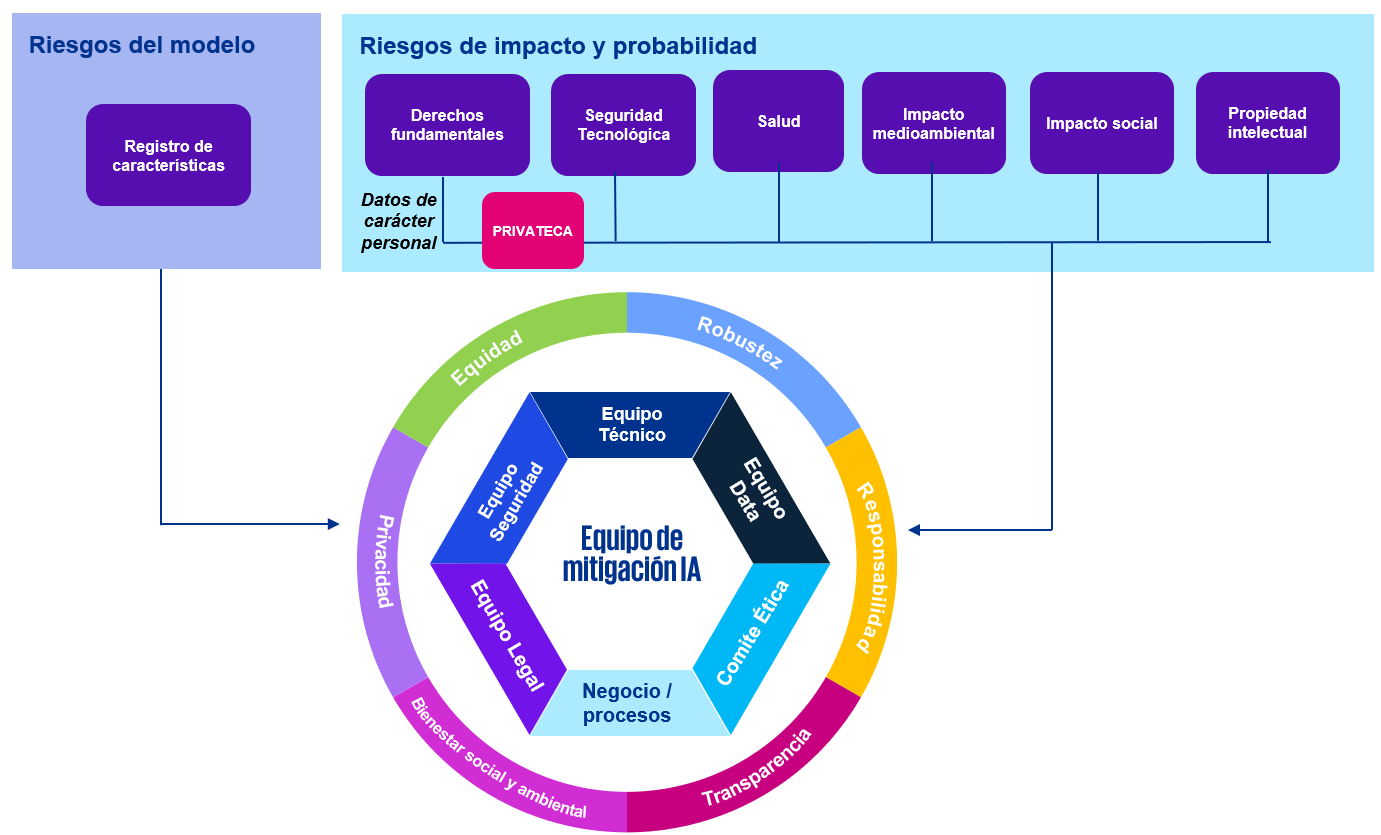 Riesgos del modelo
Registro de
características
Riesgos de impacto y probabilidad
Derechos
fundamentales
Seguridad
Tecnológica
Salud
Impacto
medioambiental
Impacto social
Propiedad
intelectual
Datos de
carácter
personal
PRIVATECA
Equidad
Robustez
Responsabilidad
Transparencia
Bienestar social y ambiental
Privacidad
Equipo
Técnico
Equipo
Data
Comite Ética
Negocio /
procesos
Equipo Legal
Equipo
Seguridad
Equipo de
mitigación IA